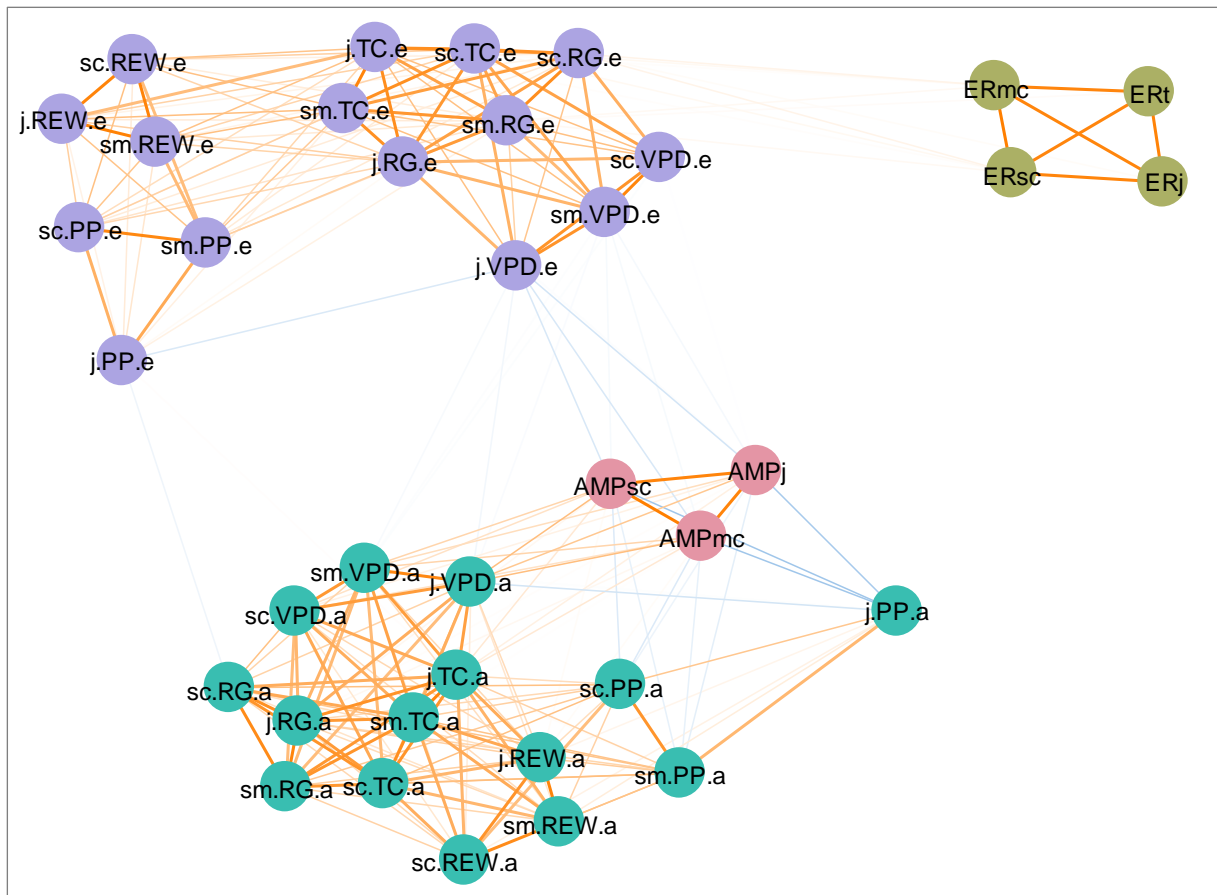 j.TC.e
sc.TC.e
sc.RG.e
sc.REW.e
ERmc
ERt
j.REW.e
sm.TC.e
sm.RG.e
sm.REW.e
j.RG.e
sc.VPD.e
ERsc
ERj
sm.VPD.e
sc.PP.e
sm.PP.e
j.VPD.e
j.PP.e
AMPj
AMPsc
AMPmc
sm.VPD.a
j.VPD.a
sc.VPD.a
j.PP.a
j.TC.a
sc.RG.a
sc.PP.a
j.RG.a
sm.TC.a
j.REW.a
sm.PP.a
sm.RG.a
sc.TC.a
sm.REW.a
sc.REW.a